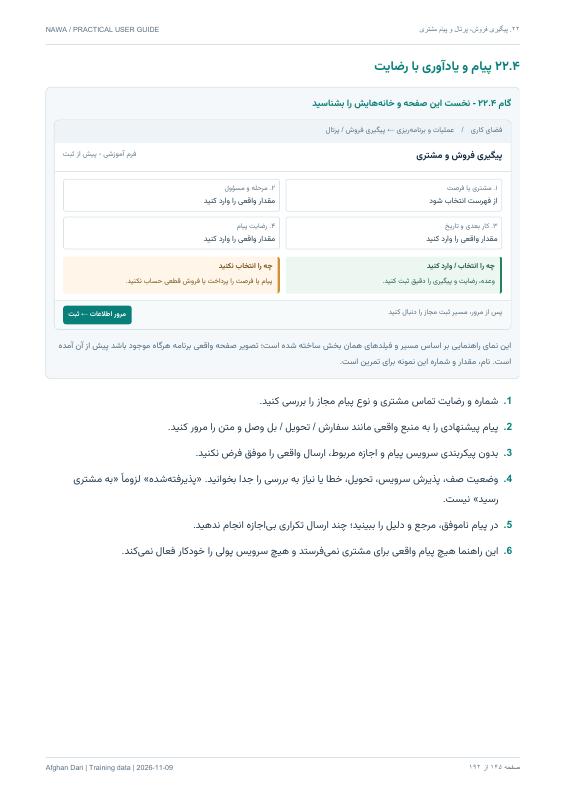 NAWA / PRACTICAL USER GUIDE
۲۲. پیگیری فروش، پرتال و پیام مشتری
۲۲.۴ پیام و یادآوری با رضایت
گام ۲۲.۴ - نخست این صفحه و خانه‌هایش را بشناسید
فضای کاری / عملیات و برنامه‌ریزی ← پیگیری فروش / پرتال
پیگیری فروش و مشتری
فرم آموزشی - پیش از ثبت
۱. مشتری یا فرصت
از فهرست انتخاب شود
۲. مرحله و مسؤول
مقدار واقعی را وارد کنید
۳. کار بعدی و تاریخ
مقدار واقعی را وارد کنید
۴. رضایت پیام
مقدار واقعی را وارد کنید
چه را انتخاب / وارد کنید
وعده، رضایت و پیگیری را دقیق ثبت کنید.
چه را انتخاب نکنید
پیام یا فرصت را پرداخت یا فروش قطعی حساب نکنید.
پس از مرور، مسیر ثبت مجاز را دنبال کنید
مرور اطلاعات ← ثبت
این نمای راهنمایی بر اساس مسیر و فیلدهای همان بخش ساخته شده است؛ تصویر صفحه واقعی برنامه هرگاه موجود باشد پیش از آن آمده
است. نام، مقدار و شماره این نمونه برای تمرین است.
1. شماره و رضایت تماس مشتری و نوع پیام مجاز را بررسی کنید.
2. پیام پیشنهادی را به منبع واقعی مانند سفارش / تحویل / بل وصل و متن را مرور کنید.
3. بدون پیکربندی سرویس پیام و اجازه مربوط، ارسال واقعی را موفق فرض نکنید.
4. وضعیت صف، پذیرش سرویس، تحویل، خطا یا نیاز به بررسی را جدا بخوانید. «پذیرفته‌شده» لزوماً «به مشتری
رسید» نیست.
5. در پیام ناموفق، مرجع و دلیل را ببینید؛ چند ارسال تکراری بی‌اجازه انجام ندهید.
6. این راهنما هیچ پیام واقعی برای مشتری نمی‌فرستد و هیچ سرویس پولی را خودکار فعال نمی‌کند.
Afghan Dari | Training data | 2026-11-09
صفحه ۱۶۵ از ۱۹۲